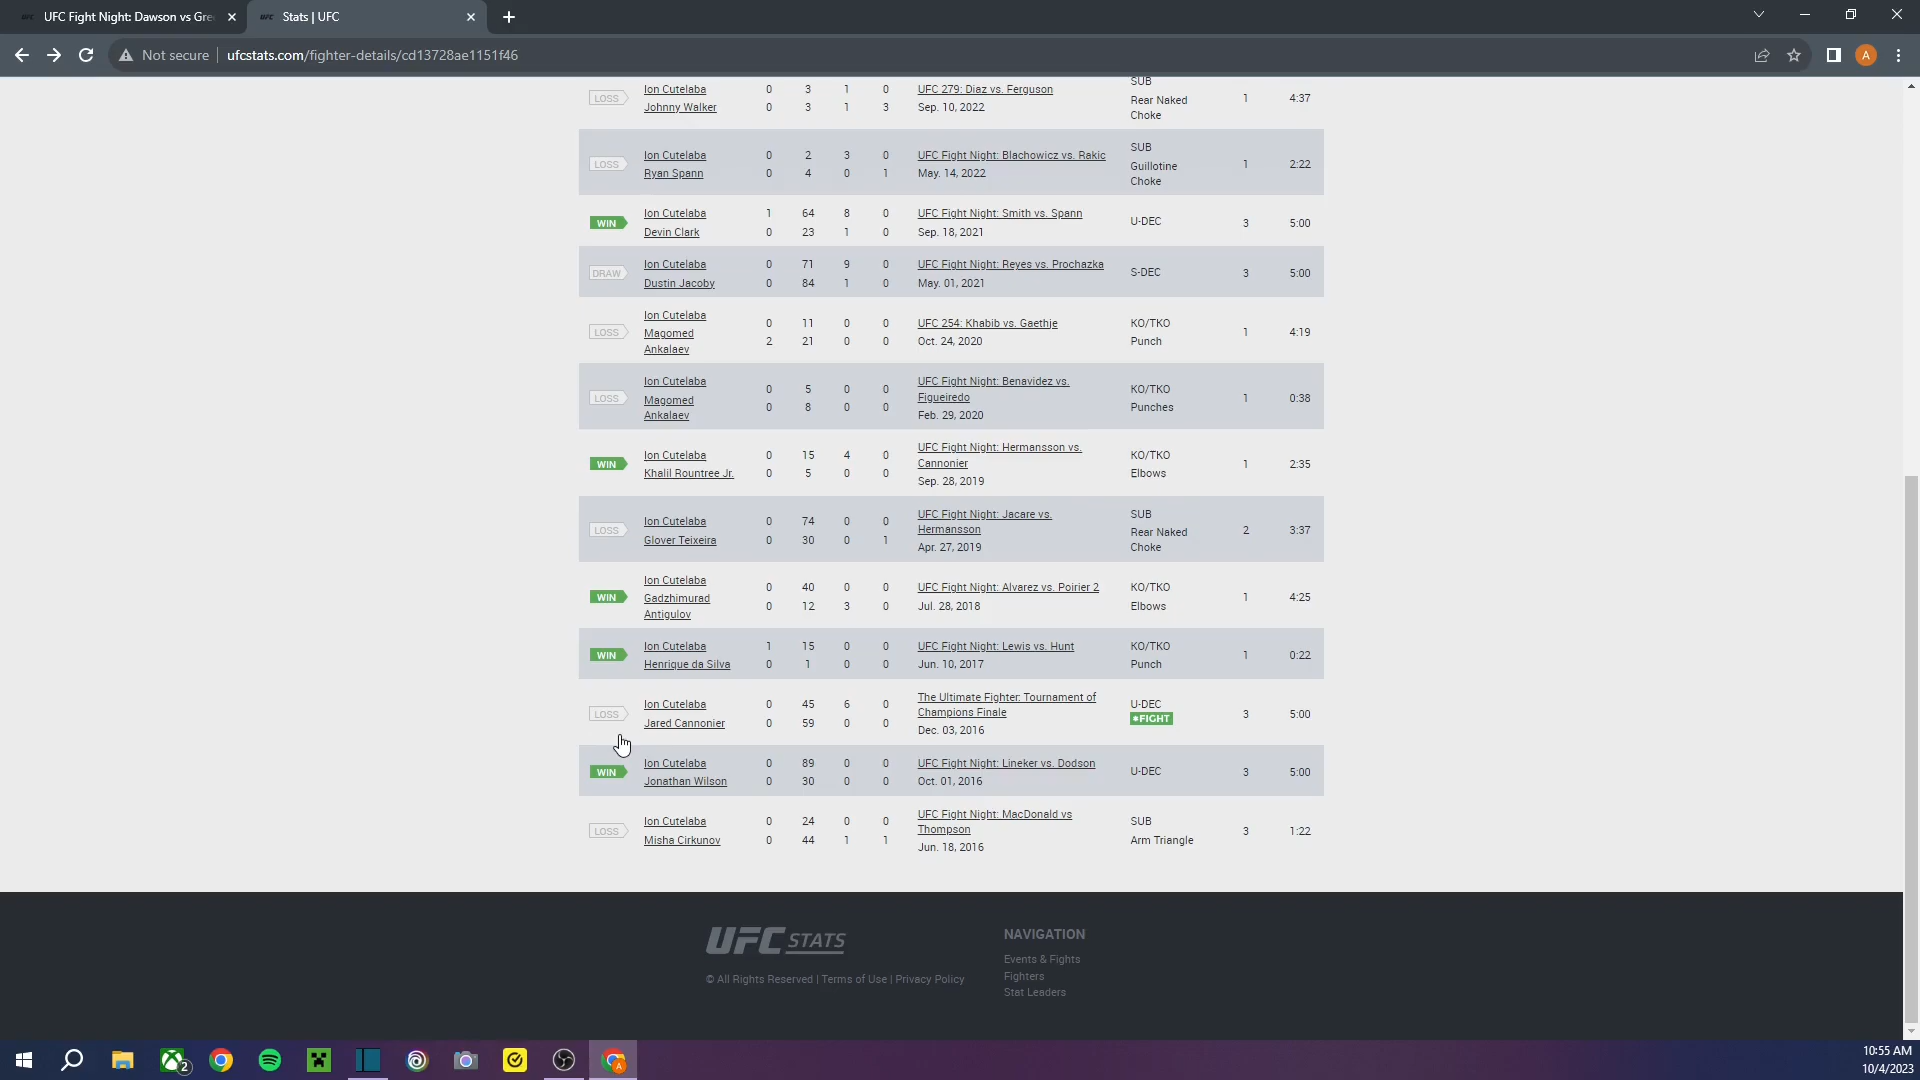 UFC Fight Night: Dawson vs Gre
Stats | UFC
Not secure
ufcstats.com/fighter-details/cd13728ae1151f46
A
LOSS
Ion Cutelaba 0 3 1 0 UFC 279: Diaz vs. Ferguson SUB
Johnny Walker 0 3 1 3 Sep. 10, 2022 Rear Naked Choke 1 4:37
LOSS
Ion Cutelaba 0 2 3 0 UFC Fight Night: Blachowicz vs. Rakic SUB
Ryan Spann 0 4 0 1 May. 14, 2022 Guillotine Choke 1 2:22
WIN
Ion Cutelaba 1 64 8 0 UFC Fight Night: Smith vs. Spann U-DEC
Devin Clark 0 23 1 0 Sep. 18, 2021 3 5:00
DRAW
Ion Cutelaba 0 71 9 0 UFC Fight Night: Reyes vs. Prochazka S-DEC
Dustin Jacoby 0 84 1 0 May. 01, 2021 3 5:00
LOSS
Ion Cutelaba 0 11 0 0 UFC 254: Khabib vs. Gaethje KO/TKO
Magomed Ankalaev 2 21 0 0 Oct. 24, 2020 Punch 1 4:19
LOSS
Ion Cutelaba 0 5 0 0 UFC Fight Night: Benavidez vs. Figueiredo KO/TKO
Magomed Ankalaev 0 8 0 0 Feb. 29, 2020 Punches 1 0:38
WIN
Ion Cutelaba 0 15 4 0 UFC Fight Night: Hermansson vs. Cannonier KO/TKO
Khalil Rountree Jr. 0 5 0 0 Sep. 28, 2019 Elbows 1 2:35
LOSS
Ion Cutelaba 0 74 0 0 UFC Fight Night: Jacare vs. Hermansson SUB
Glover Teixeira 0 30 0 1 Apr. 27, 2019 Rear Naked Choke 2 3:37
WIN
Ion Cutelaba 0 40 0 0 UFC Fight Night: Alvarez vs. Poirier 2 KO/TKO
Gadzhimurad Antigulov 0 12 3 0 Jul. 28, 2018 Elbows 1 4:25
WIN
Ion Cutelaba 1 15 0 0 UFC Fight Night: Lewis vs. Hunt KO/TKO
Henrique da Silva 0 1 0 0 Jun. 10, 2017 Punch 1 0:22
LOSS
Ion Cutelaba 0 45 6 0 The Ultimate Fighter: Tournament of Champions Finale U-DEC
Jared Cannonier 0 59 0 0 Dec. 03, 2016 FIGHT 3 5:00
WIN
Ion Cutelaba 0 89 0 0 UFC Fight Night: Lineker vs. Dodson U-DEC
Jonathan Wilson 0 30 0 0 Oct. 01, 2016 3 5:00
LOSS
Ion Cutelaba 0 24 0 0 UFC Fight Night: MacDonald vs Thompson SUB
Misha Cirkunov 0 44 1 1 Jun. 18, 2016 Arm Triangle 3 1:22
UFC STATS
© All Rights Reserved | Terms of Use | Privacy Policy
NAVIGATION
Events & Fights
Fighters
Stat Leaders
2
A
10:55 AM
10/4/2023